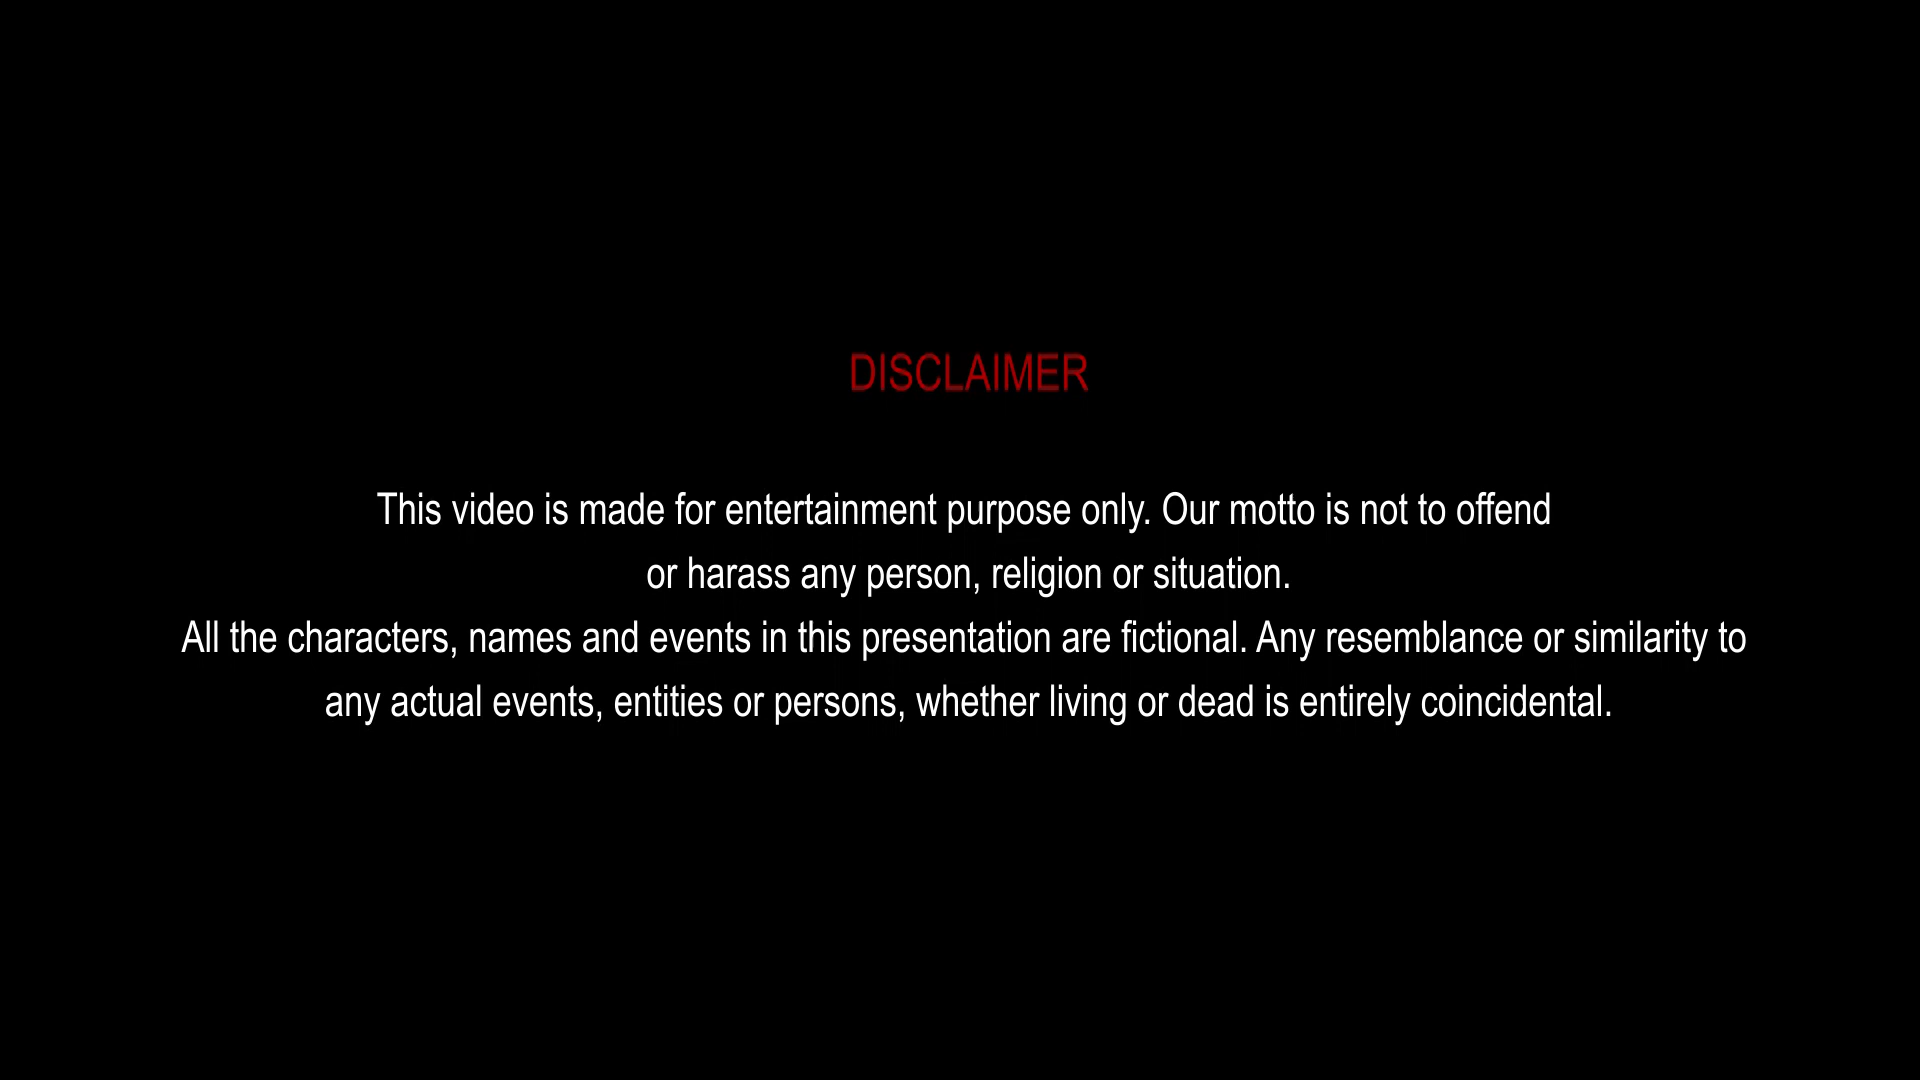 DISCLAIMER
This video is made for entertainment purpose only. Our motto is not to offend
or harass any person, religion or situation.
All the characters, names and events in this presentation are fictional. Any resemblance or similarity to
any actual events, entities or persons, whether living or dead is entirely coincidental.